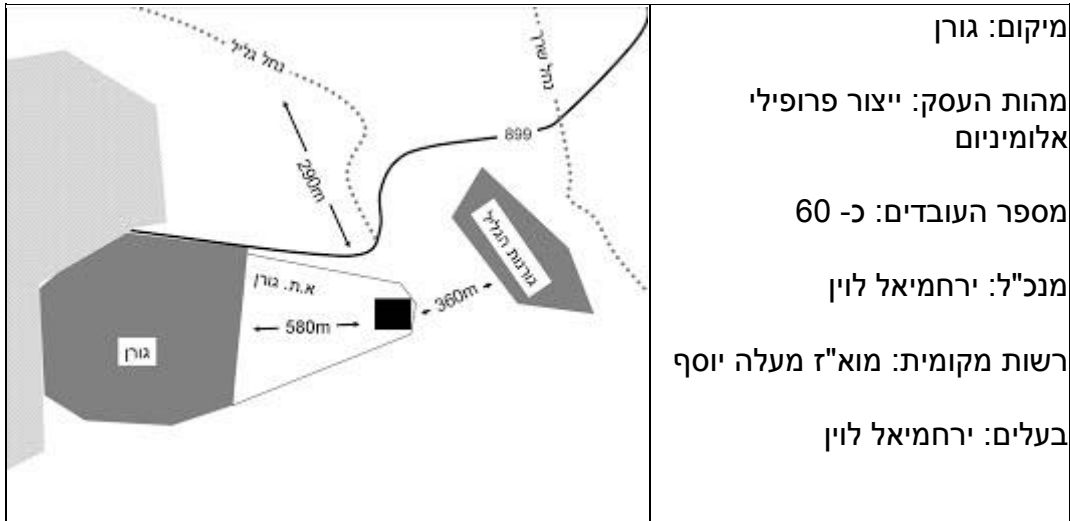 מיקום: גורן
מהות העסק: ייצור פרופילי
אלומיניום
מספר העובדים: כ- 60
מנכ"ל: ירחמיאל לוין
רשות מקומית: מוא"ז מעלה יוסף
בעלים: ירחמיאל לוין
נחל גליל
נחל
899
290m
גורנות הגליל
א.ת. גורן
360m
580m
גורן